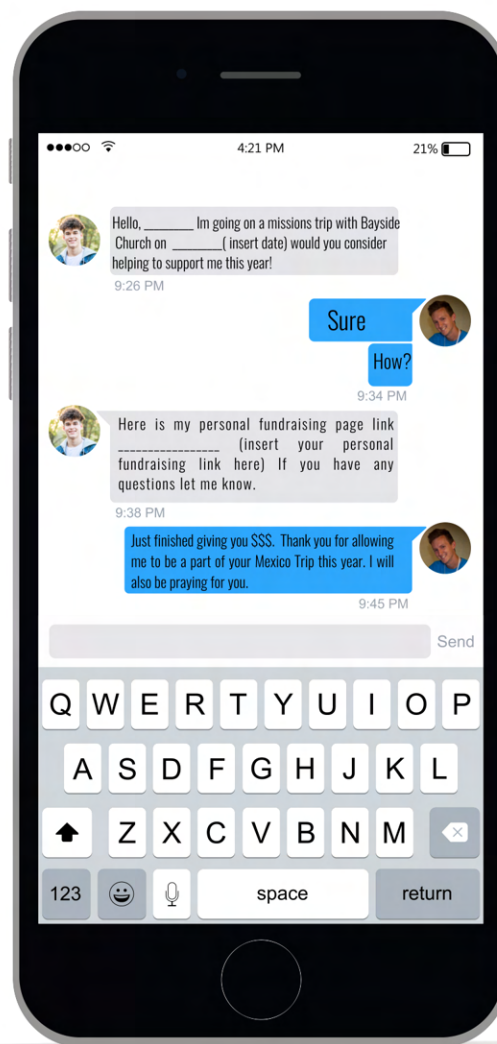 4:21 PM
21%
Hello, ________ Im going on a missions trip with Bayside
Church on ________( insert date) would you consider
helping to support me this year!
9:26 PM
Sure
How?
9:34 PM
Here is my personal fundraising page link
_________________ (insert your personal
fundraising link here) If you have any
questions let me know.
9:38 PM
Just finished giving you $$$. Thank you for allowing
me to be a part of your Mexico Trip this year. I will
also be praying for you.
9:45 PM
Send
Q W E R T Y U I O P
A S D F G H J K L
Z X C V B N M
123 space return